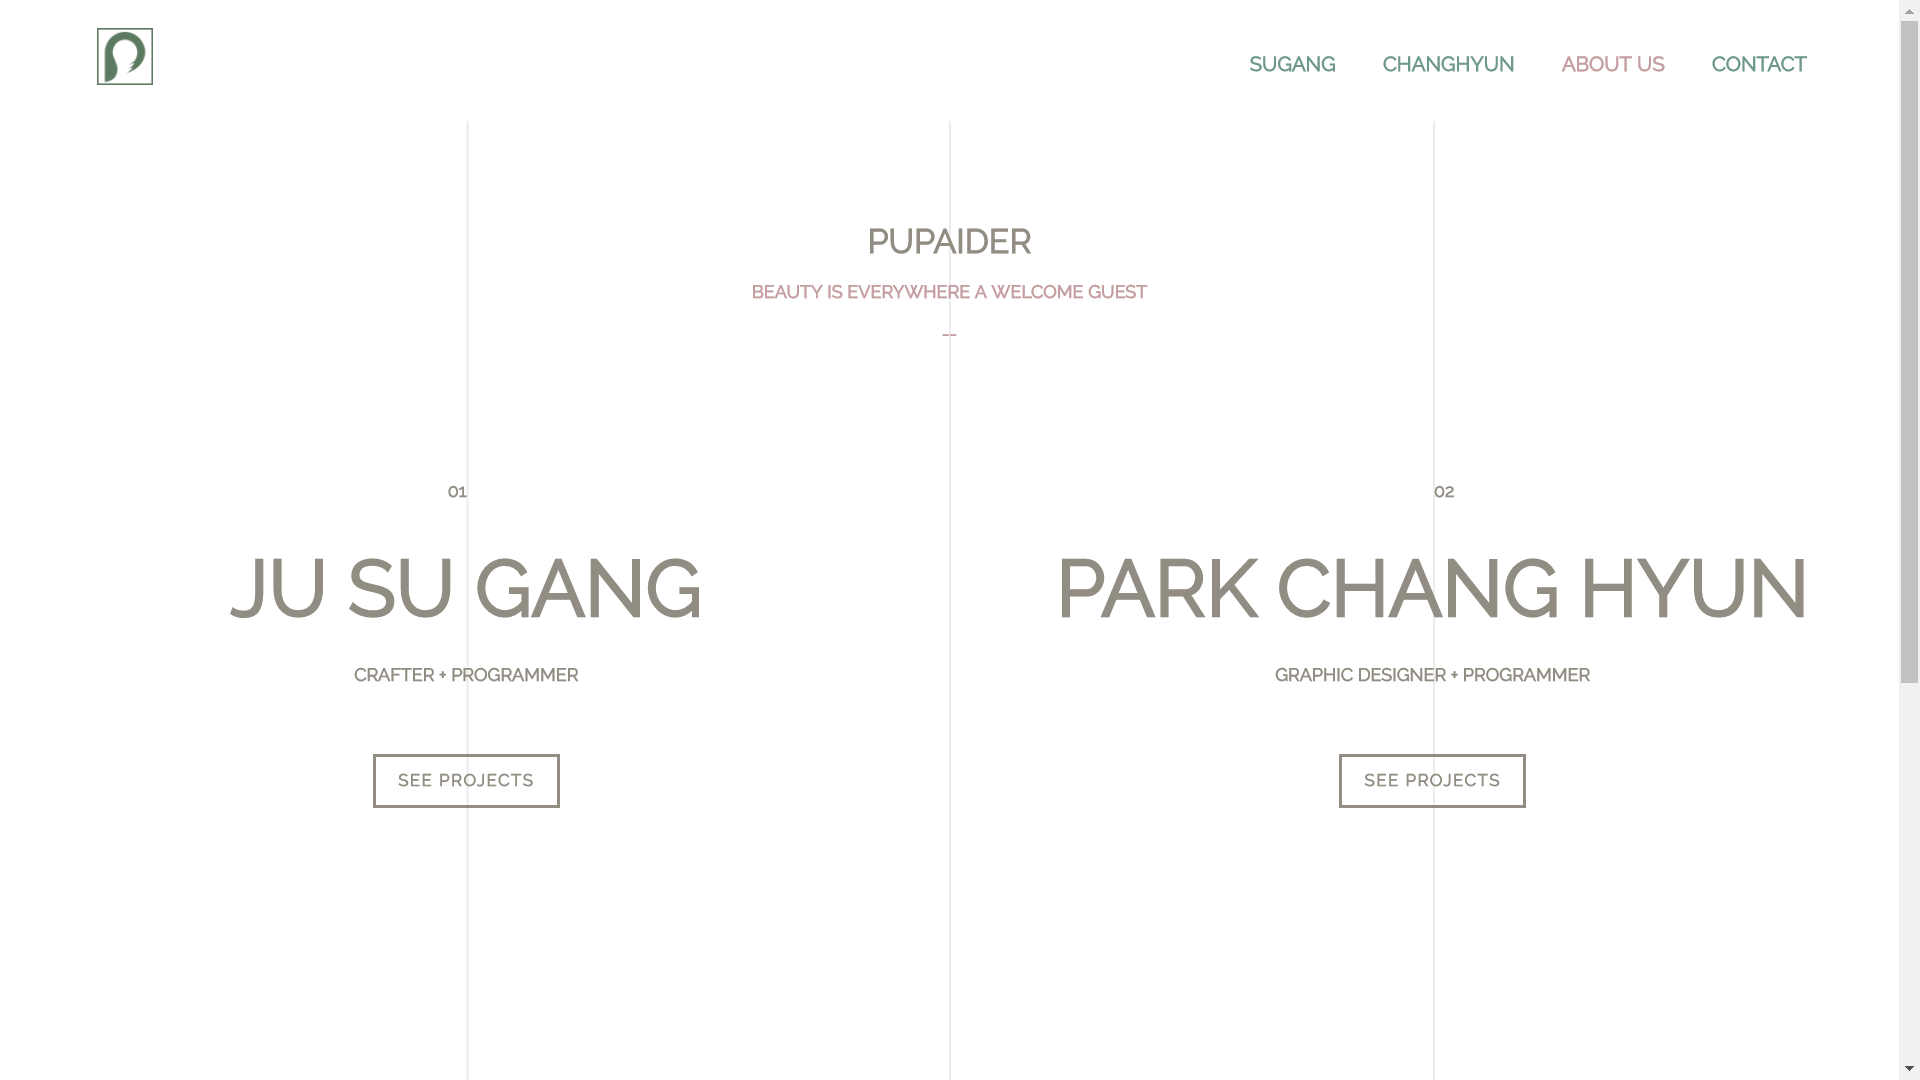 SUGANG CHANGHYUN ABOUT US CONTACT
PUPAIDER
BEAUTY IS EVERYWHERE A WELCOME GUEST
--
01
JU SU GANG
CRAFTER + PROGRAMMER
SEE PROJECTS
02
PARK CHANG HYUN
GRAPHIC DESIGNER + PROGRAMMER
SEE PROJECTS